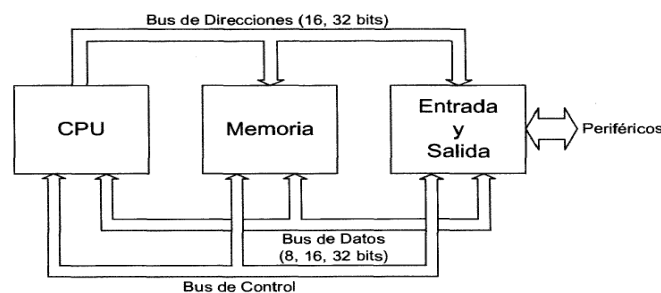 Bus de Direcciones (16, 32 bits)
CPU
Memoria
Entrada
y
Salida
Periféricos
Bus de Datos
(8, 16, 32 bits)
Bus de Control